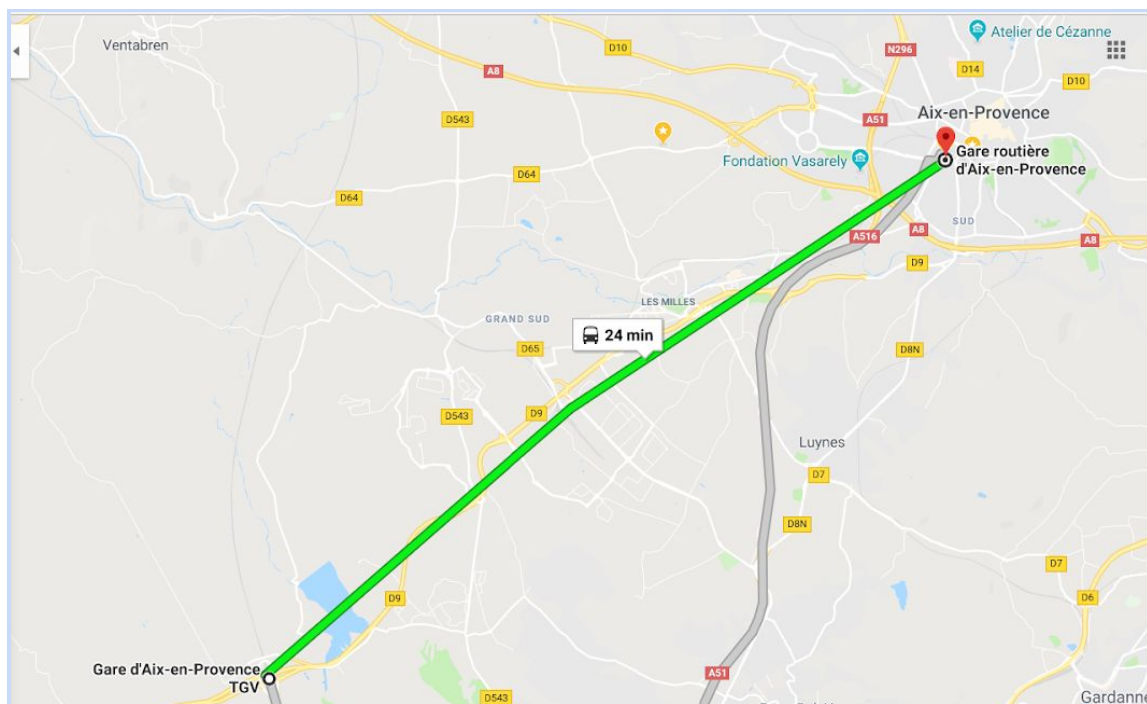 Atelier de Cézanne
Ventabren
D10
N296
D14
A8
D10
D543
A51
Aix-en-Provence
Fondation Vasarely
Gare routière
d'Aix-en-Provence
D64
D64
SUD
A516
A8
A8
D9
LES MILLES
GRAND SUD
24 min
D65
D8N
D543
D9
Luynes
D7
D8N
D7
D9
D6
Gare d'Aix-en-Provence
TGV
A51
D543
Gardanne